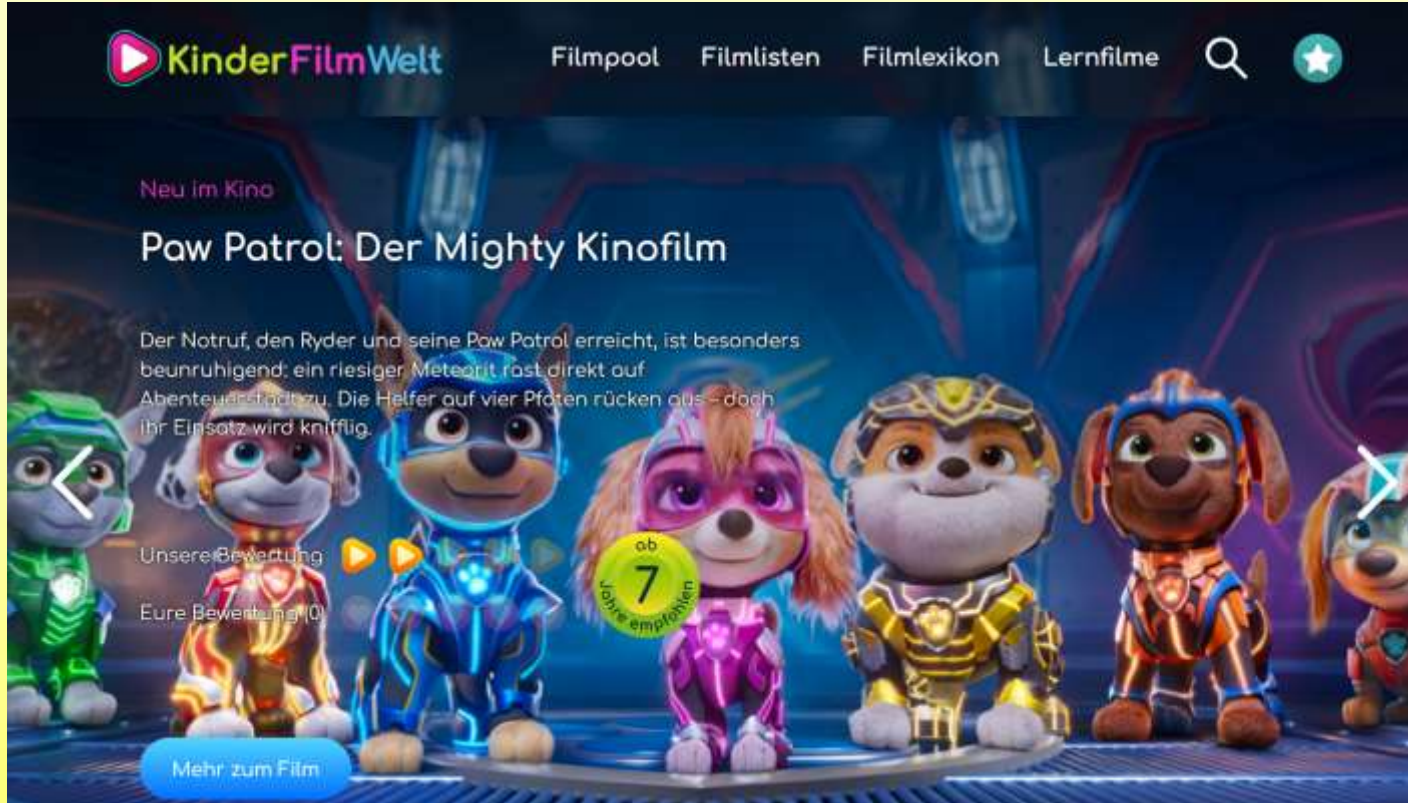 KinderFilmWelt
Filmpool Filmlisten Filmlexikon Lernfilme
Neu im Kino
Paw Patrol: Der Mighty Kinofilm
Der Notruf, den Ryder und seine Paw Patrol erreicht, ist besonders
beunruhigend: ein riesiger Meteorit rast direkt auf
Abenteuerstadt zu. Die Helfer auf vier Pfoten rücken aus – doch
ihr Einsatz wird knifflig.
Unsere Bewertung
ab
7
Jahre empfohlen
Eure Bewertung (0)
Mehr zum Film